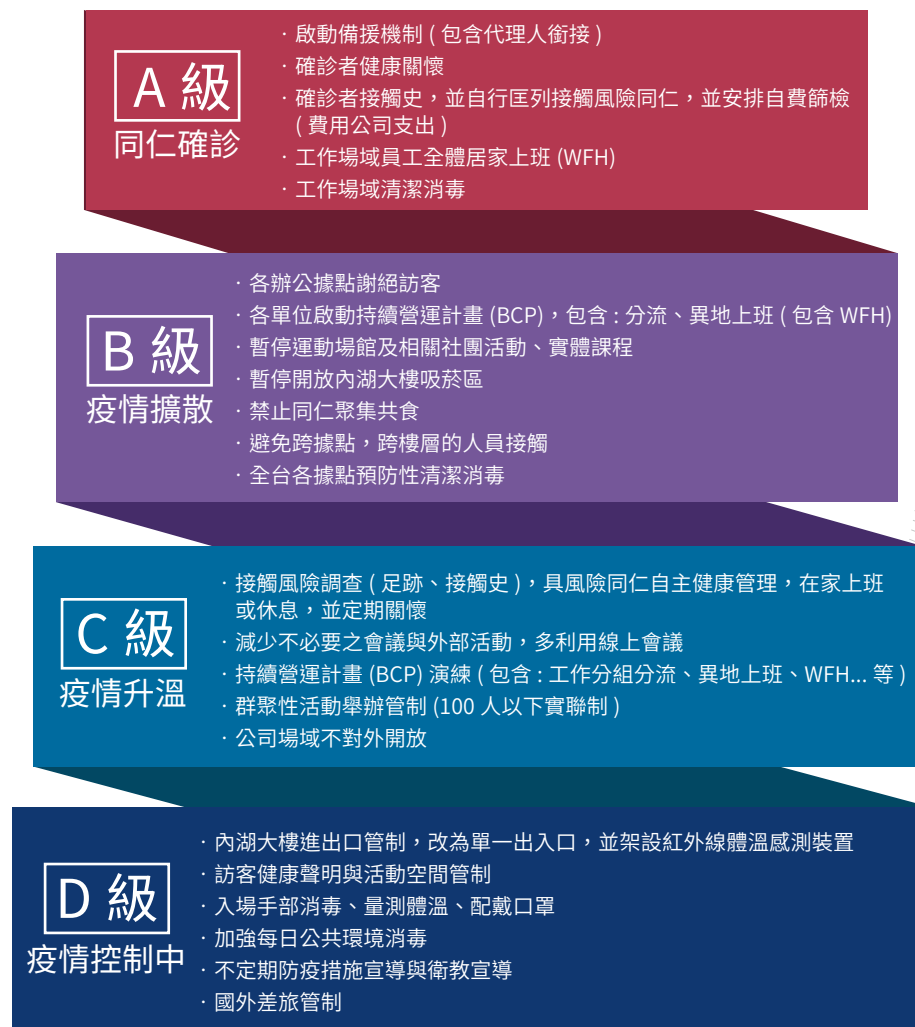 A 級
同仁確診
· 啟動備援機制 ( 包含代理人銜接 )
· 確診者健康關懷
· 確診者接觸史，並自行匡列接觸風險同仁，並安排自費篩檢
( 費用公司支出 )
· 工作場域員工全體居家上班 (WFH)
· 工作場域清潔消毒
B 級
疫情擴散
· 各辦公據點謝絕訪客
· 各單位啟動持續營運計畫 (BCP)，包含 : 分流、異地上班 ( 包含 WFH)
· 暫停運動場館及相關社團活動、實體課程
· 暫停開放內湖大樓吸菸區
· 禁止同仁聚集共食
· 避免跨據點，跨樓層的人員接觸
· 全台各據點預防性清潔消毒
C 級
疫情升溫
· 接觸風險調查 ( 足跡、接觸史 )，具風險同仁自主健康管理，在家上班
或休息，並定期關懷
· 減少不必要之會議與外部活動，多利用線上會議
· 持續營運計畫 (BCP) 演練 ( 包含 : 工作分組分流、異地上班、WFH... 等 )
· 群聚性活動舉辦管制 (100 人以下實聯制 )
· 公司場域不對外開放
D 級
疫情控制中
· 內湖大樓進出口管制，改為單一出入口，並架設紅外線體溫感測裝置
· 訪客健康聲明與活動空間管制
· 入場手部消毒、量測體溫、配戴口罩
· 加強每日公共環境消毒
· 不定期防疫措施宣導與衛教宣導
· 國外差旅管制